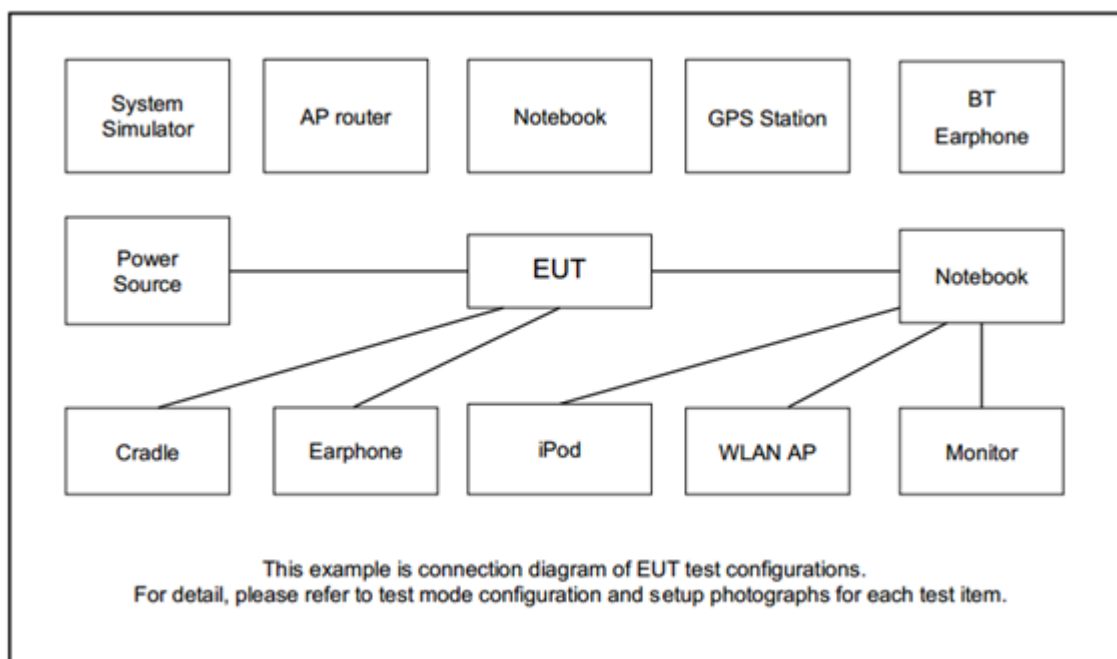 System
Simulator
AP router
Notebook
GPS Station
BT
Earphone
Power
Source
EUT
Notebook
Cradle
Earphone
iPod
WLAN AP
Monitor
This example is connection diagram of EUT test configurations.
For detail, please refer to test mode configuration and setup photographs for each test item.